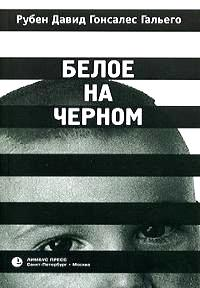 Рубен Давид Гонсалес Гальего
БЕЛОЕ
НА
ЧЕРНОМ
ЛИМБУС ПРЕСС
Санкт-Петербург • Москва